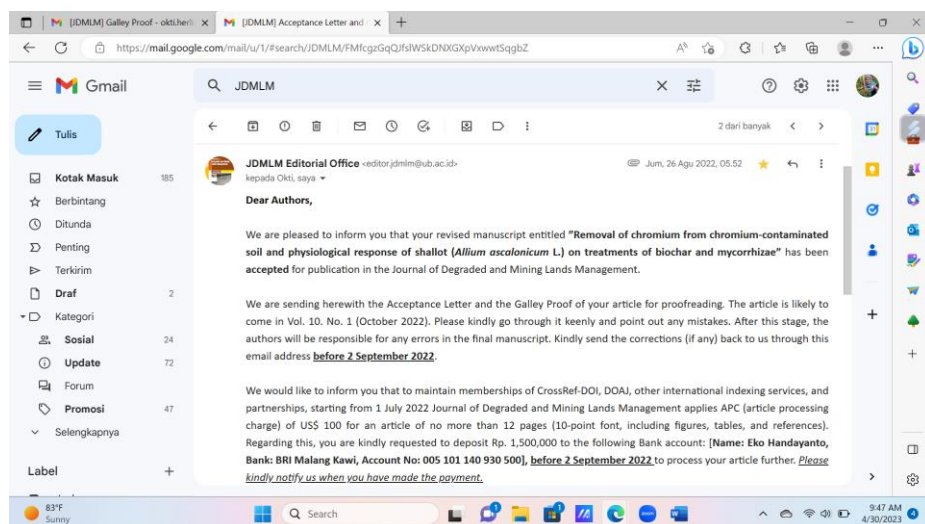 [JDMLM] Galley Proof - okti.herli
[JDMLM] Acceptance Letter and
https://mail.google.com/mail/u/1/#search/JDMLM/FMfcgzGqQJfslWSkDNXGXpVxwwtSqgbZ
Gmail
JDMLM
Tulis
2 dari banyak
Kotak Masuk 185
Berbintang
Ditunda
Penting
Terkirim
Draf 2
Kategori
Sosial 24
Update 72
Forum
Promosi 47
Selengkapnya
Label
JDMLM Editorial Office <editor.jdmlm@ub.ac.id>
Jum, 26 Agu 2022, 05.52
kepada Okti, saya
Dear Authors,
We are pleased to inform you that your revised manuscript entitled "Removal of chromium from chromium-contaminated
soil and physiological response of shallot (Allium ascalonicum L.) on treatments of biochar and mycorrhizae" has been
accepted for publication in the Journal of Degraded and Mining Lands Management.
We are sending herewith the Acceptance Letter and the Galley Proof of your article for proofreading. The article is likely to
come in Vol. 10. No. 1 (October 2022). Please kindly go through it keenly and point out any mistakes. After this stage, the
authors will be responsible for any errors in the final manuscript. Kindly send the corrections (if any) back to us through this
email address before 2 September 2022.
We would like to inform you that to maintain memberships of CrossRef-DOI, DOAJ, other international indexing services, and
partnerships, starting from 1 July 2022 Journal of Degraded and Mining Lands Management applies APC (article processing
charge) of US$ 100 for an article of no more than 12 pages (10-point font, including figures, tables, and references).
Regarding this, you are kindly requested to deposit Rp. 1,500,000 to the following Bank account: [Name: Eko Handayanto,
Bank: BRI Malang Kawi, Account No: 005 101 140 930 500], before 2 September 2022 to process your article further. Please
kindly notify us when you have made the payment.
83°F
Sunny
Search
9:47 AM
4/30/2023